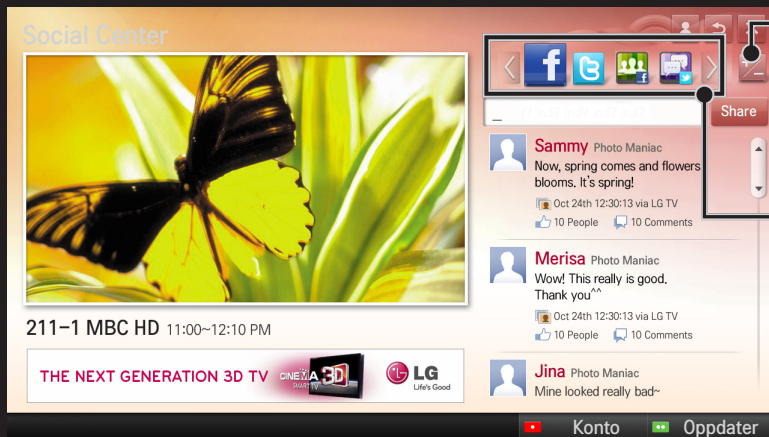 Social Center
Share
Sammy Photo Maniac
Now, spring comes and flowers
blooms. It's spring!
Oct 24th 12:30:13 via LG TV
10 People 10 Comments
Merisa Photo Maniac
Wow! This really is good.
Thank you^^
Oct 24th 12:30:13 via LG TV
10 People 10 Comments
Jina Photo Maniac
Mine looked really bad~
211-1 MBC HD 11:00~12:10 PM
THE NEXT GENERATION 3D TV CINEMA 3D SMART TV LG Life's Good
Konto Oppdater